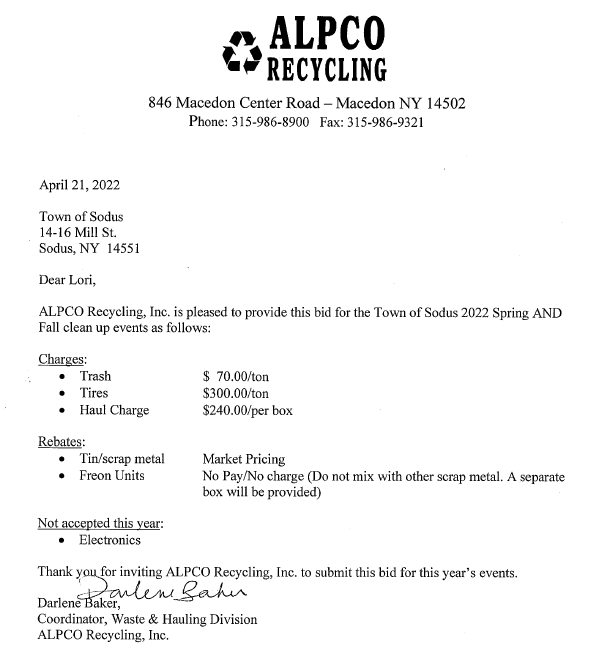 ALPCO
RECYCLING
846 Macedon Center Road – Macedon NY 14502
Phone: 315-986-8900 Fax: 315-986-9321
April 21, 2022
Town of Sodus
14-16 Mill St.
Sodus, NY 14551
Dear Lori,
ALPCO Recycling, Inc. is pleased to provide this bid for the Town of Sodus 2022 Spring AND
Fall clean up events as follows:
Charges:
• Trash $ 70.00/ton
• Tires $300.00/ton
• Haul Charge $240.00/per box
Rebates:
• Tin/scrap metal Market Pricing
• Freon Units No Pay/No charge (Do not mix with other scrap metal. A separate
box will be provided)
Not accepted this year:
• Electronics
Thank you for inviting ALPCO Recycling, Inc. to submit this bid for this year's events.
Darlene Baker
Darlene Baker,
Coordinator, Waste & Hauling Division
ALPCO Recycling, Inc.